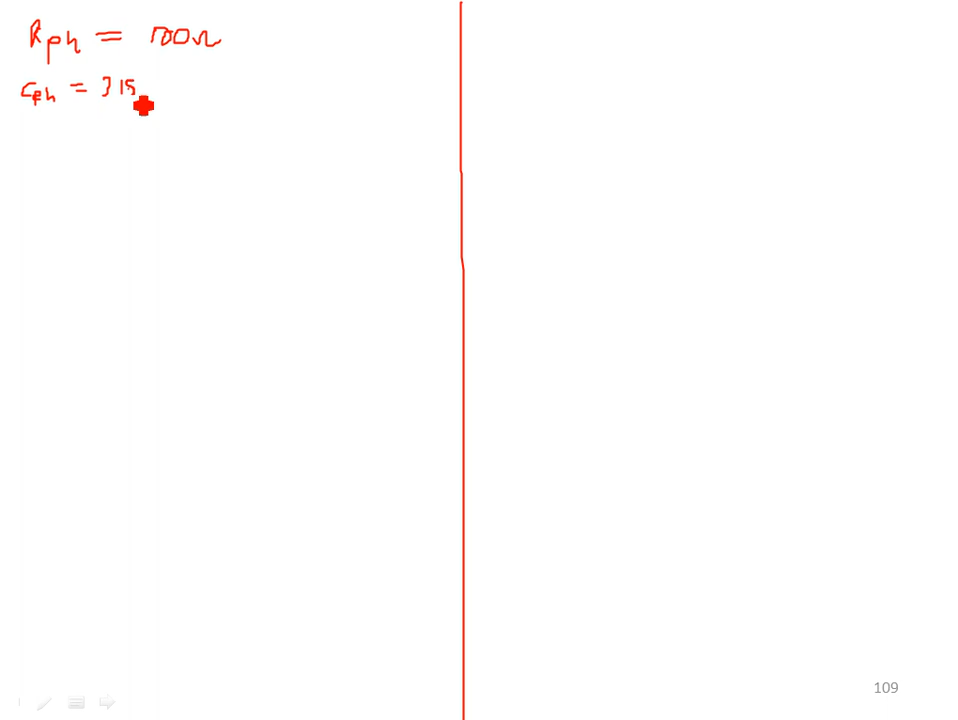 Rph = 100Ω
Cph = 315
109